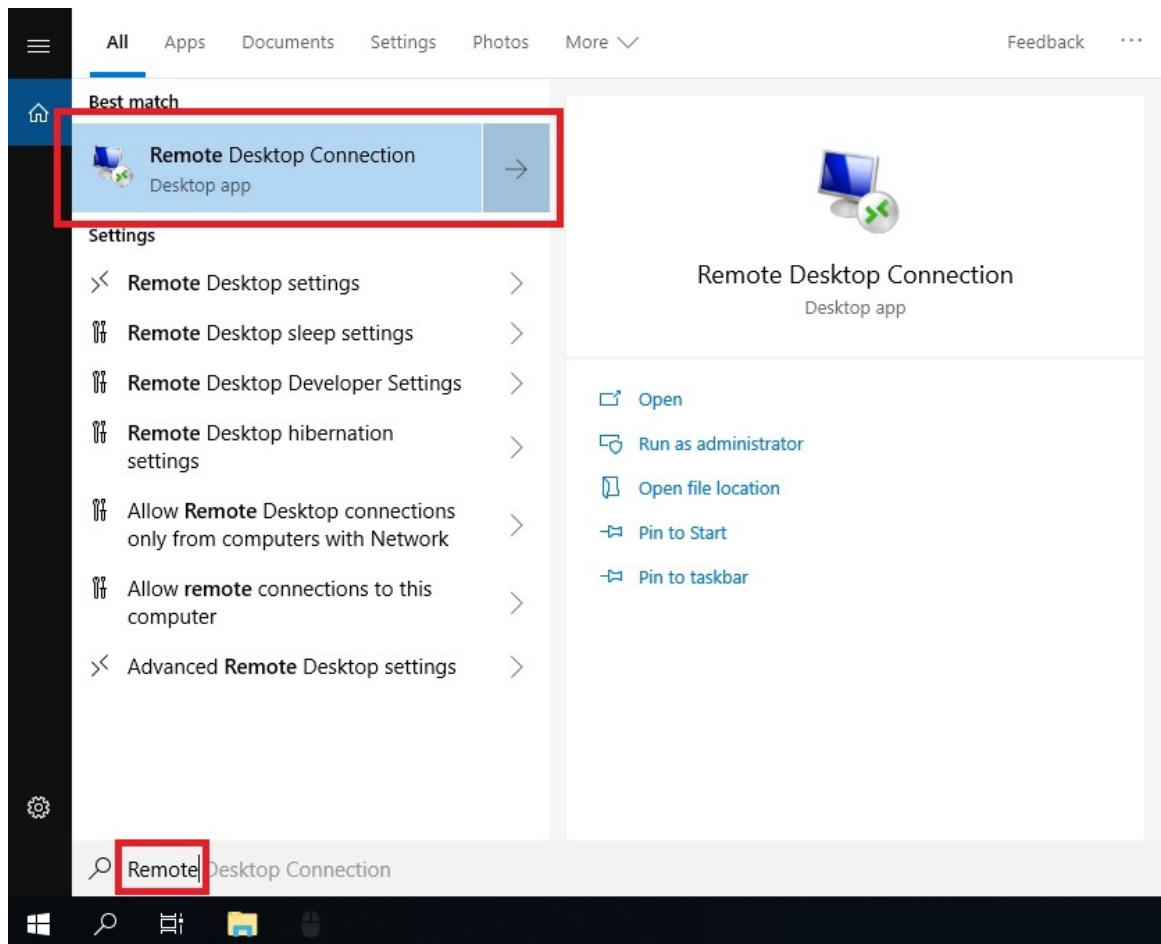 All Apps Documents Settings Photos More Feedback ...
Best match
Remote Desktop Connection
Desktop app
Settings
Remote Desktop settings
Remote Desktop sleep settings
Remote Desktop Developer Settings
Remote Desktop hibernation
settings
Allow Remote Desktop connections
only from computers with Network
Allow remote connections to this
computer
Advanced Remote Desktop settings
Remote Desktop Connection
Desktop app
Open
Run as administrator
Open file location
Pin to Start
Pin to taskbar
Remote Desktop Connection